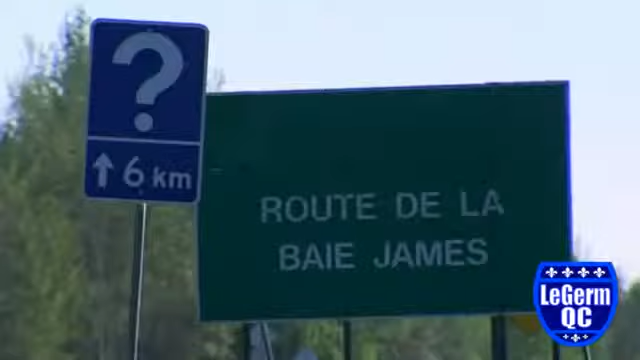 ?
↑ 6 km
ROUTE DE LA
BAIE JAMES
LeGerm
QC